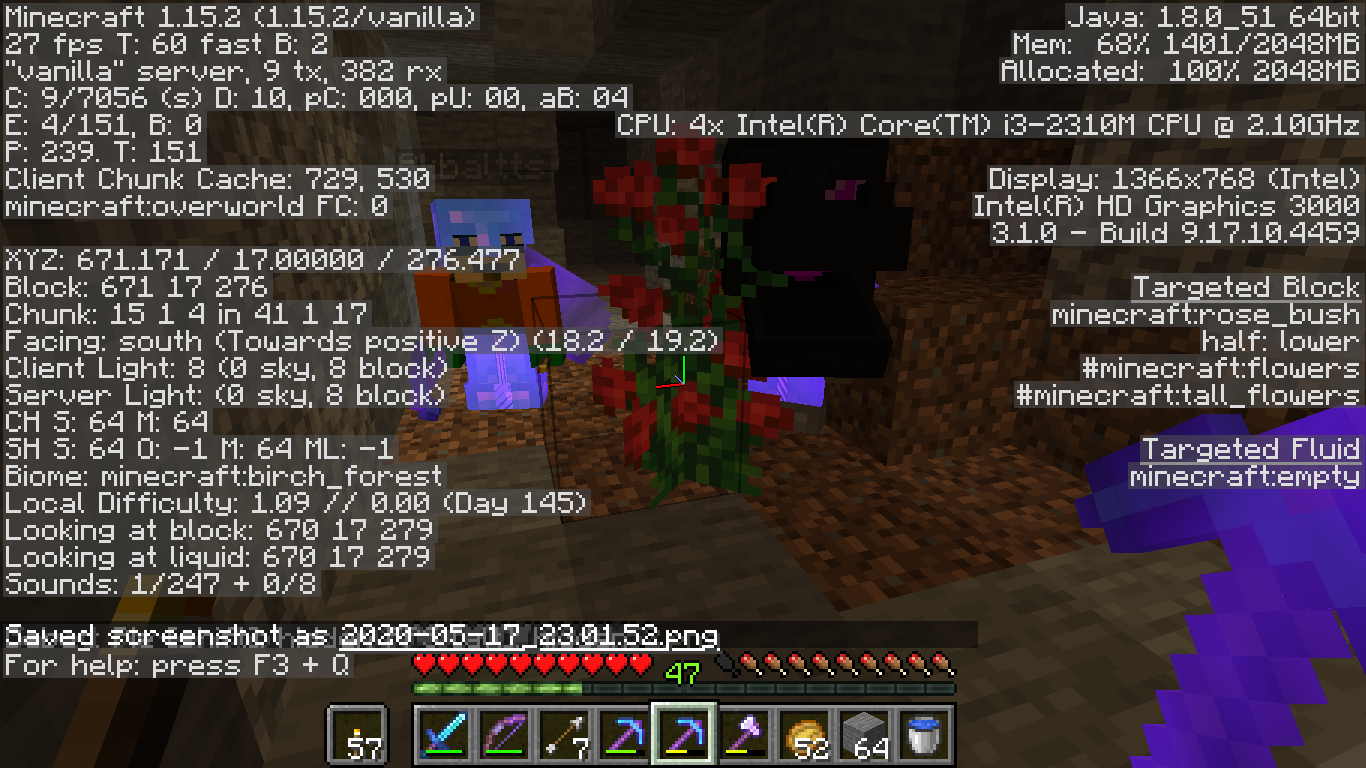 Minecraft 1.15.2 (1.15.2/vanilla)
27 fps T: 60 fast B: 2
"vanilla" server, 9 tx, 382 rx
C: 9/7056 (s) D: 10, pC: 000, pU: 00, aB: 04
E: 4/151, B: 0
P: 239. T: 151
Client Chunk Cache: 729, 530
minecraft:overworld FC: 0
XYZ: 671.171 / 17.00000 / 276.477
Block: 671 17 276
Chunk: 15 1 4 in 41 1 17
Facing: south (Towards positive Z) (18.2 / 19.2)
Client Light: 8 (0 sky, 8 block)
Server Light: (0 sky, 8 block)
CH S: 64 M: 64
SH S: 64 O: -1 M: 64 ML: -1
Biome: minecraft:birch_forest
Local Difficulty: 1.09 // 0.00 (Day 145)
Looking at block: 670 17 279
Looking at liquid: 670 17 279
Sounds: 1/247 + 0/8
Saved screenshot as 2020-05-17_23.01.52.png
For help: press F3 + Q
Java: 1.8.0_51 64bit
Mem: 68% 1401/2048MB
Allocated: 100% 2048MB
CPU: 4x Intel(R) Core(TM) i3-2310M CPU @ 2.10GHz
Display: 1366x768 (Intel)
Intel(R) HD Graphics 3000
3.1.0 - Build 9.17.10.4459
Targeted Block
minecraft:rose_bush
half: lower
#minecraft:flowers
#minecraft:tall_flowers
Targeted Fluid
minecraft:empty
47
57
7
52
64